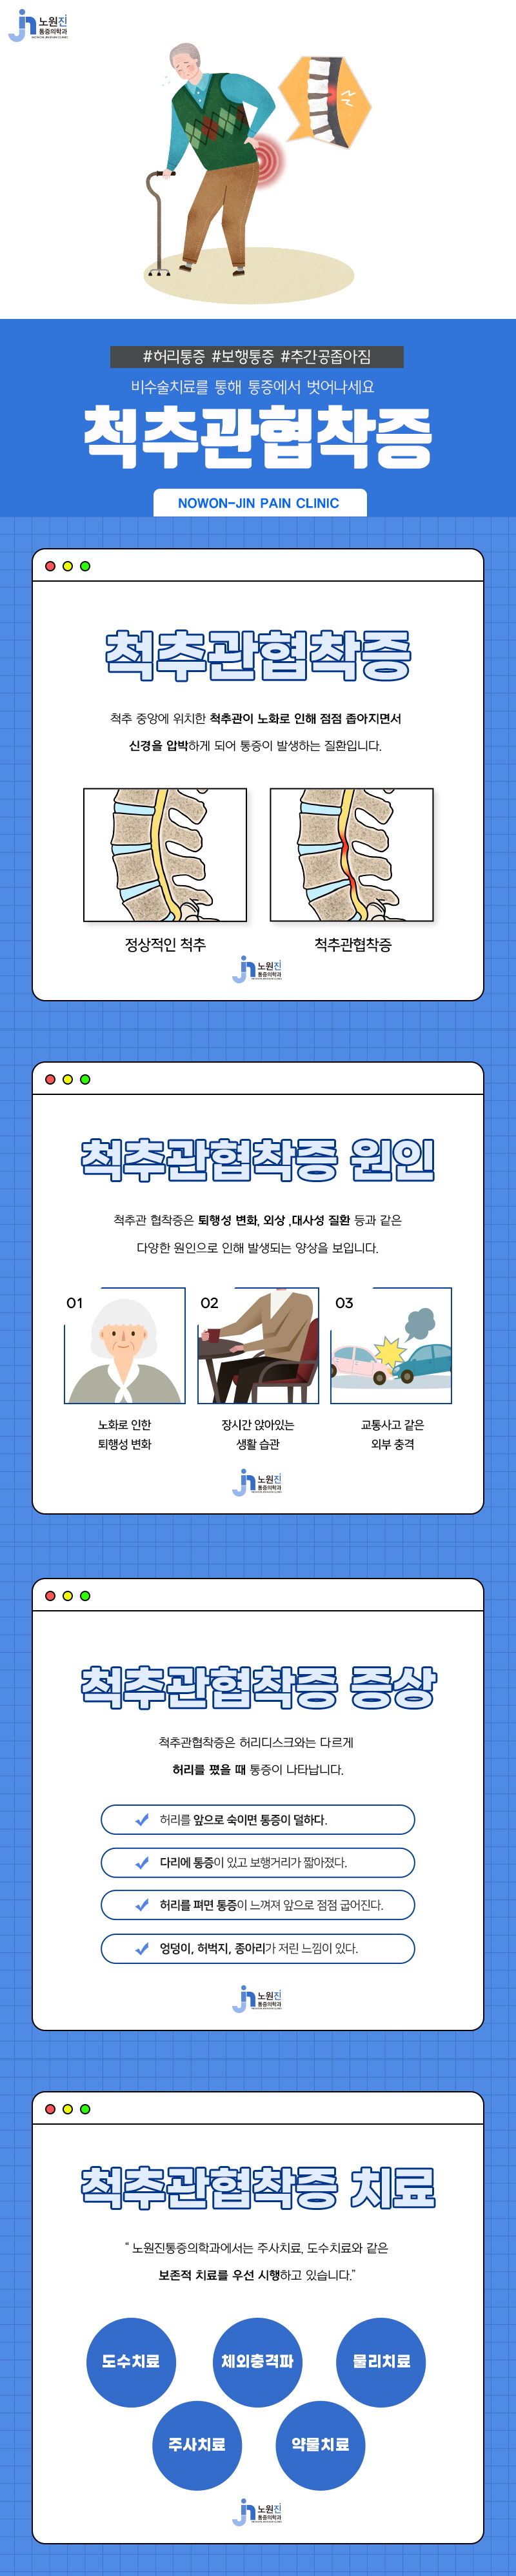 노원진
통증의학과
#허리통증 #보행통증 #추간공좁아짐
비수술치료를 통해 통증에서 벗어나세요
척추관협착증
NOWON-JIN PAIN CLINIC
척추관협착증
척추 중앙에 위치한 척추관이 노화로 인해 점점 좁아지면서
신경을 압박하게 되어 통증이 발생하는 질환입니다.
정상적인 척추 척추관협착증
노원진
통증의학과
척추관협착증 원인
척추관 협착증은 퇴행성 변화, 외상 ,대사성 질환 등과 같은
다양한 원인으로 인해 발생되는 양상을 보입니다.
01 02 03
노화로 인한 장시간 앉아있는 교통사고 같은
퇴행성 변화 생활 습관 외부 충격
노원진
통증의학과
척추관협착증 증상
척추관협착증은 허리디스크와는 다르게
허리를 폈을 때 통증이 나타납니다.
허리를 앞으로 숙이면 통증이 덜하다.
다리에 통증이 있고 보행거리가 짧아졌다.
허리를 펴면 통증이 느껴져 앞으로 점점 굽어진다.
엉덩이, 허벅지, 종아리가 저린 느낌이 있다.
노원진
통증의학과
척추관협착증 치료
“ 노원진통증의학과에서는 주사치료, 도수치료와 같은
보존적 치료를 우선 시행하고 있습니다.”
도수치료 체외충격파 물리치료
주사치료 약물치료
노원진
통증의학과